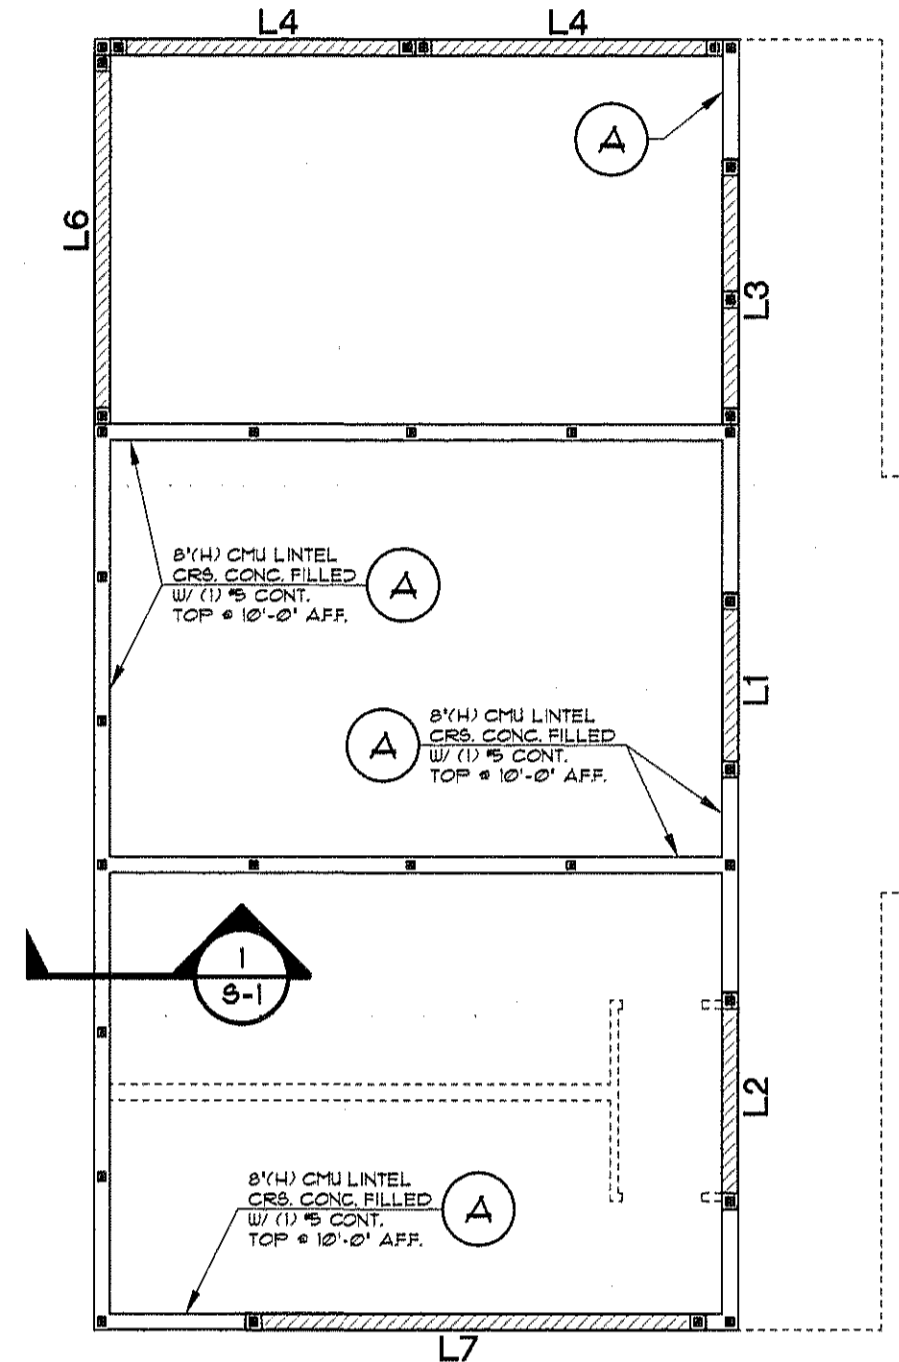 L4
L4
A
L6
L3
8"(H) CMU LINTEL
CRS. CONC. FILLED
W/ (1) #5 CONT.
TOP @ 10'-0" A.F.F.
A
L1
A
8"(H) CMU LINTEL
CRS. CONC. FILLED
W/ (1) #5 CONT.
TOP @ 10'-0" A.F.F.
1
S-1
L2
8"(H) CMU LINTEL
CRS. CONC. FILLED
W/ (1) #5 CONT.
TOP @ 10'-0" A.F.F.
A
L7